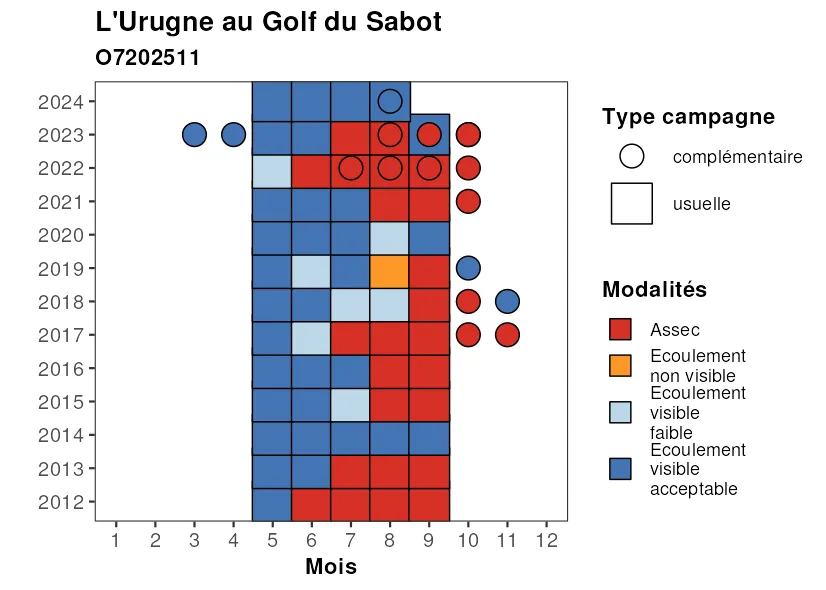 L'Urugne au Golf du Sabot
O7202511
2024
2023
2022
2021
2020
2019
2018
2017
2016
2015
2014
2013
2012
1 2 3 4 5 6 7 8 9 10 11 12
Mois
Type campagne
complémentaire
usuelle
Modalités
Assec
Ecoulement
non visible
Ecoulement
visible
faible
Ecoulement
visible
acceptable